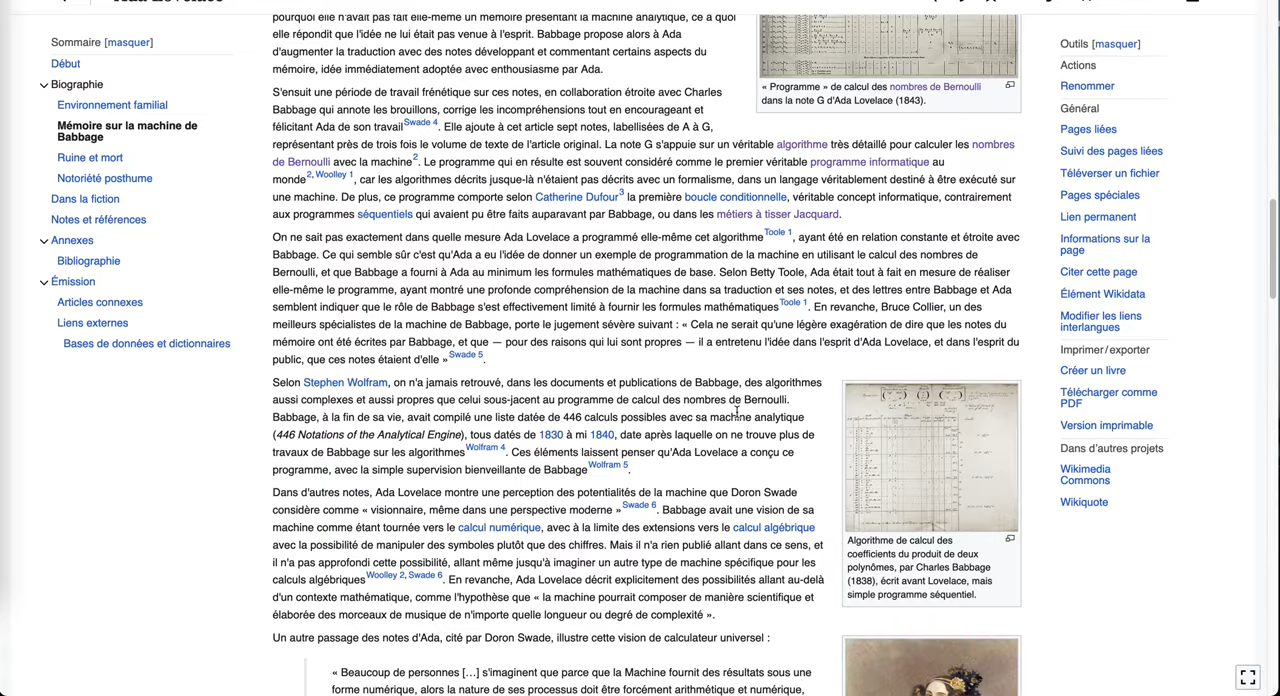 Sommaire [masquer]
Début
Biographie
Environnement familial
Mémoire sur la machine de
Babbage
Ruine et mort
Notoriété posthume
Dans la fiction
Notes et références
Annexes
Bibliographie
Émission
Articles connexes
Liens externes
Bases de données et dictionnaires
pourquoi elle n'avait pas fait elle-même un mémoire présentant la machine analytique, ce à quoi
elle répondit que l'idée ne lui était pas venue à l'esprit. Babbage propose alors à Ada
d'augmenter la traduction avec des notes développant et commentant certains aspects du
mémoire, idée immédiatement adoptée avec enthousiasme par Ada.
S'ensuit une période de travail frénétique sur ces notes, en collaboration étroite avec Charles
Babbage qui annote les brouillons, corrige les incompréhensions tout en encourageant et
félicitant Ada de son travail Swade 4. Elle ajoute à cet article sept notes, labellisées de A à G,
représentant près de trois fois le volume de texte de l'article original. La note G s'appuie sur un véritable algorithme très détaillé pour calculer les nombres
de Bernoulli avec la machine2. Le programme qui en résulte est souvent considéré comme le premier véritable programme informatique au
monde2, Woolley 1, car les algorithmes décrits jusque-là n'étaient pas décrits avec un formalisme, dans un langage véritablement destiné à être exécuté sur
une machine. De plus, ce programme comporte selon Catherine Dufour3 la première boucle conditionnelle, véritable concept informatique, contrairement
aux programmes séquentiels qui avaient pu être faits auparavant par Babbage, ou dans les métiers à tisser Jacquard.
« Programme » de calcul des nombres de Bernoulli
dans la note G d'Ada Lovelace (1843).
On ne sait pas exactement dans quelle mesure Ada Lovelace a programmé elle-même cet algorithme Toole 1, ayant été en relation constante et étroite avec
Babbage. Ce qui semble sûr c'est qu'Ada a eu l'idée de donner un exemple de programmation de la machine en utilisant le calcul des nombres de
Bernoulli, et que Babbage a fourni à Ada au minimum les formules mathématiques de base. Selon Betty Toole, Ada était tout à fait en mesure de réaliser
elle-même le programme, ayant montré une profonde compréhension de la machine dans sa traduction et ses notes, et des lettres entre Babbage et Ada
semblent indiquer que le rôle de Babbage s'est effectivement limité à fournir les formules mathématiques Toole 1. En revanche, Bruce Collier, un des
meilleurs spécialistes de la machine de Babbage, porte le jugement sévère suivant : « Cela ne serait qu'une légère exagération de dire que les notes du
mémoire ont été écrites par Babbage, et que — pour des raisons qui lui sont propres — il a entretenu l'idée dans l'esprit d'Ada Lovelace, et dans l'esprit du
public, que ces notes étaient d'elle » Swade 5.
Selon Stephen Wolfram, on n'a jamais retrouvé, dans les documents et publications de Babbage, des algorithmes
aussi complexes et aussi propres que celui sous-jacent au programme de calcul des nombres de Bernoulli.
Babbage, à la fin de sa vie, avait compilé une liste datée de 446 calculs possibles avec sa machine analytique
(446 Notations of the Analytical Engine), tous datés de 1830 à mi 1840, date après laquelle on ne trouve plus de
travaux de Babbage sur les algorithmes Wolfram 4. Ces éléments laissent penser qu'Ada Lovelace a conçu ce
programme, avec la simple supervision bienveillante de Babbage Wolfram 5.
Dans d'autres notes, Ada Lovelace montre une perception des potentialités de la machine que Doron Swade
considère comme « visionnaire, même dans une perspective moderne » Swade 6. Babbage avait une vision de sa
machine comme étant tournée vers le calcul numérique, avec à la limite des extensions vers le calcul algébrique
avec la possibilité de manipuler des symboles plutôt que des chiffres. Mais il n'a rien publié allant dans ce sens, et
il n'a pas approfondi cette possibilité, allant même jusqu'à imaginer un autre type de machine spécifique pour les
calculs algébriques Woolley 2, Swade 6. En revanche, Ada Lovelace décrit explicitement des possibilités allant au-delà
d'un contexte mathématique, comme l'hypothèse que « la machine pourrait composer de manière scientifique et
élaborée des morceaux de musique de n'importe quelle longueur ou degré de complexité ».
Algorithme de calcul des
coefficients du produit de deux
polynômes, par Charles Babbage
(1838), écrit avant Lovelace, mais
simple programme séquentiel.
Un autre passage des notes d'Ada, cité par Doron Swade, illustre cette vision de calculateur universel :
« Beaucoup de personnes […] s'imaginent que parce que la Machine fournit des résultats sous une
forme numérique, alors la nature de ses processus doit être forcément arithmétique et numérique,
Outils [masquer]
Actions
Renommer
Général
Pages liées
Suivi des pages liées
Téléverser un fichier
Pages spéciales
Lien permanent
Informations sur la
page
Citer cette page
Élément Wikidata
Modifier les liens
interlangues
Imprimer / exporter
Créer un livre
Télécharger comme
PDF
Version imprimable
Dans d'autres projets
Wikimedia
Commons
Wikiquote